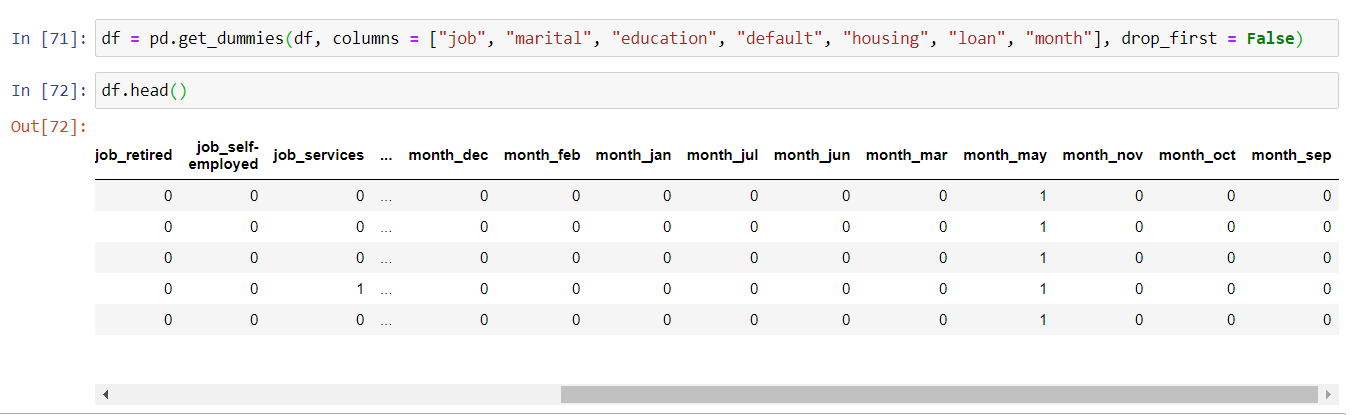 In [71]: df = pd.get_dummies(df, columns = ["job", "marital", "education", "default", "housing", "loan", "month"], drop_first = False)
In [72]: df.head()
Out[72]:
job_retired job_self-employed job_services ... month_dec month_feb month_jan month_jul month_jun month_mar month_may month_nov month_oct month_sep
0 0 0 ... 0 0 0 0 0 0 1 0 0 0
0 0 0 ... 0 0 0 0 0 0 1 0 0 0
0 0 0 ... 0 0 0 0 0 0 1 0 0 0
0 0 1 ... 0 0 0 0 0 0 1 0 0 0
0 0 0 ... 0 0 0 0 0 0 1 0 0 0